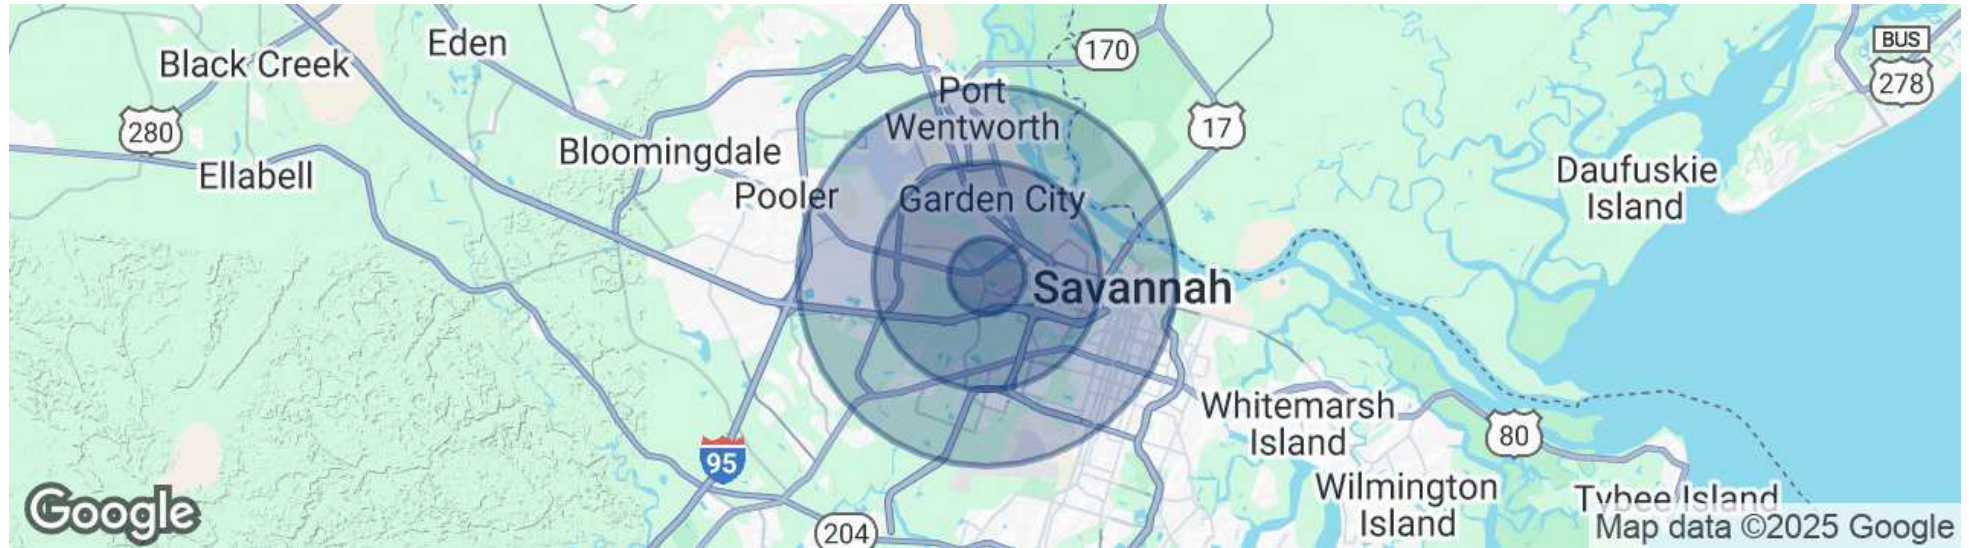 Black Creek
Eden
280
Ellabell
Bloomingdale
Pooler
Port
Wentworth
Garden City
Savannah
170
17
BUS
278
Daufuskie
Island
Whitemarsh
Island
80
Wilmington
Island
Tybee Island
95
204
Google
Map data ©2025 Google